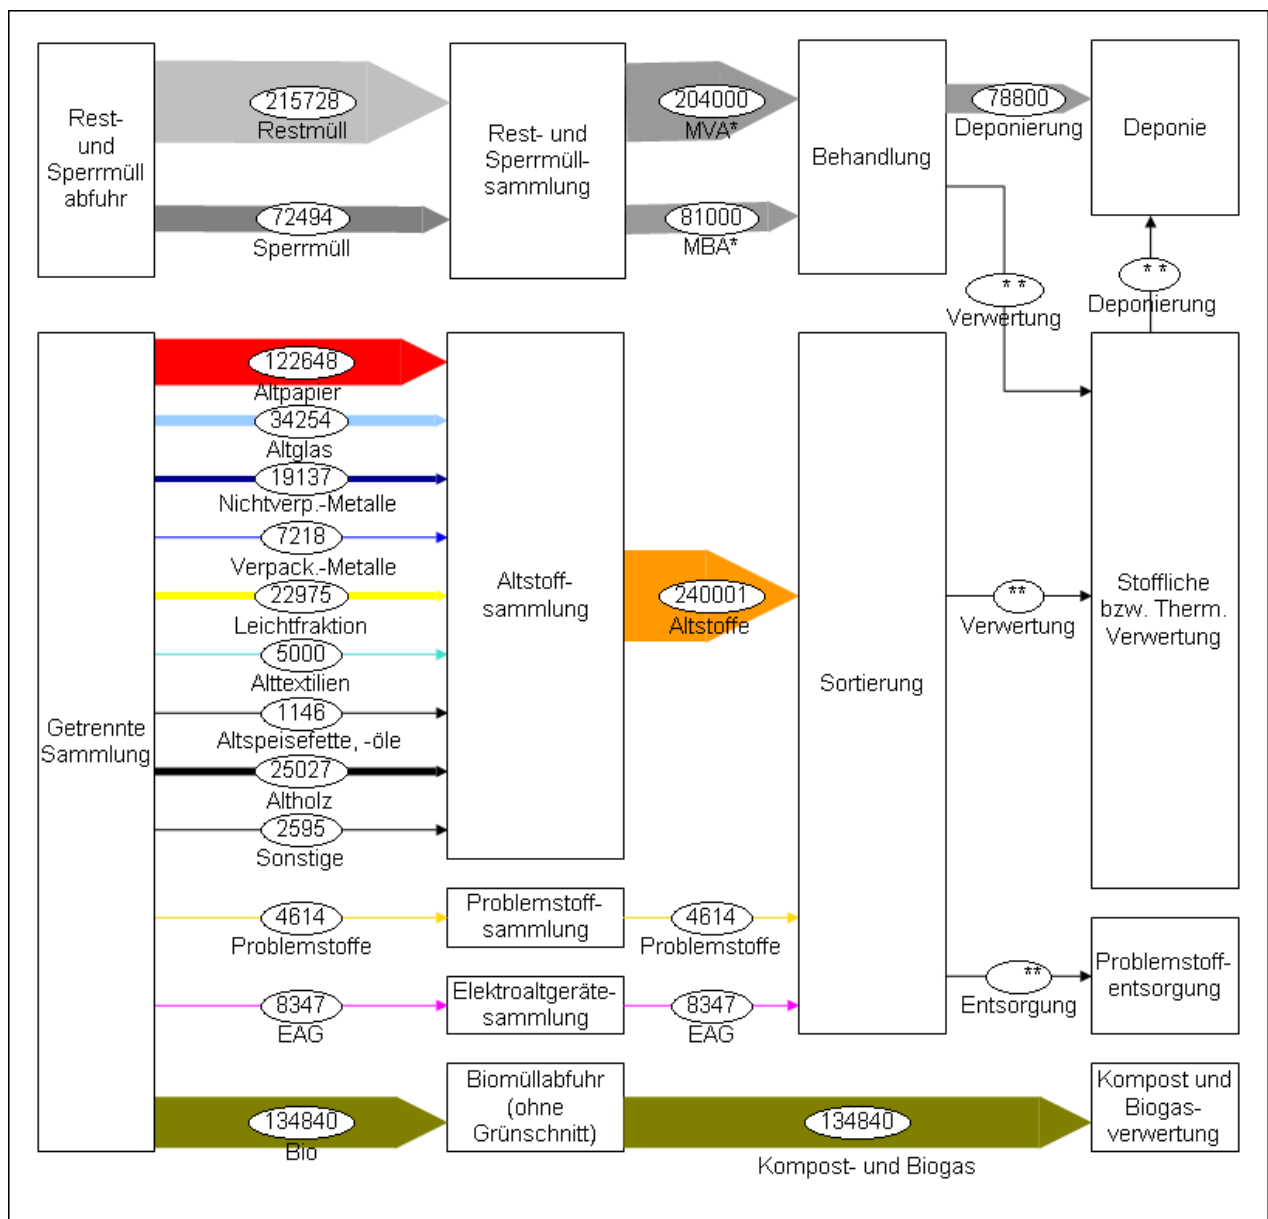 Rest-
und
Sperrmüll
abfuhr
215728
Restmüll
72494
Sperrmüll
Rest- und
Sperrmüll-
sammlung
204000
MVA*
81000
MBA*
Behandlung
78800
Deponierung
Deponie
* *
Verwertung
* *
Deponierung
Getrennte
Sammlung
122648
Altpapier
34254
Altglas
19137
Nichtverp.-Metalle
7218
Verpack.-Metalle
22975
Leichtfraktion
5000
Alttextilien
1146
Altspeisefette, -öle
25027
Altholz
2595
Sonstige
4614
Problemstoffe
8347
EAG
134840
Bio
Altstoff-
sammlung
240001
Altstoffe
Problemstoff-
sammlung
4614
Problemstoffe
Elektroaltgeräte-
sammlung
8347
EAG
Biomüllabfuhr
(ohne
Grünschnitt)
134840
Kompost- und Biogas
Sortierung
**
Verwertung
Stoffliche
bzw. Therm.
Verwertung
**
Entsorgung
Problemstoff-
entsorgung
Kompost und
Biogas-
verwertung